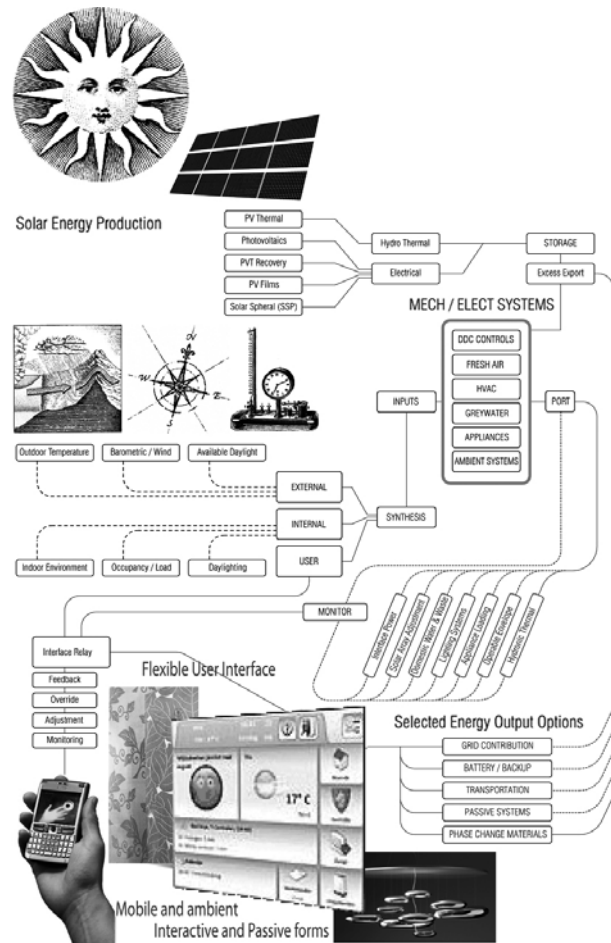 Solar Energy Production
PV Thermal
Photovoltaics
PVT Recovery
PV Films
Solar Spheral (SSP)
Hydro Thermal
Electrical
STORAGE
Excess Export
MECH / ELECT SYSTEMS
DDC CONTROLS
FRESH AIR
HVAC
GREYWATER
APPLIANCES
AMBIENT SYSTEMS
INPUTS
PORT
N
W
E
S
Outdoor Temperature
Barometric / Wind
Available Daylight
EXTERNAL
INTERNAL
USER
SYNTHESIS
Indoor Environment
Occupancy / Load
Daylighting
MONITOR
Interface Power
Solar Array Adjustment
Domestric Water & Waste
Lighting Systems
Appliance Loading
Operable Envelope
Hydrolic Thermal
Interlace Relay
Feedback
Override
Adjustment
Monitoring
Flexible User Interface
17° C
Selected Energy Output Options
GRID CONTRIBUTION
BATTERY / BACKUP
TRANSPORTATION
PASSIVE SYSTEMS
PHASE CHANGE MATERIALS
Mobile and ambient
Interactive and Passive forms